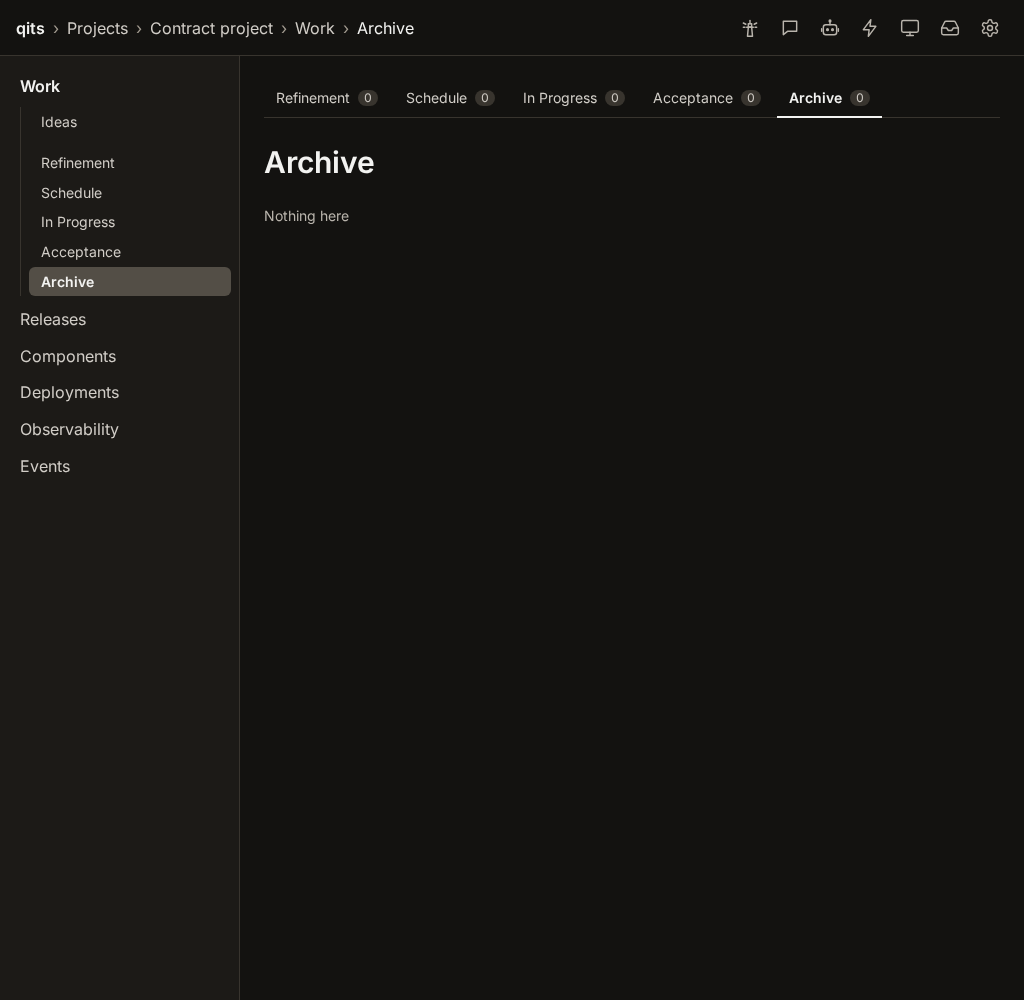 qits › Projects › Contract project › Work › Archive
Work
Ideas
Refinement
Schedule
In Progress
Acceptance
Archive
Releases
Components
Deployments
Observability
Events
Refinement 0 Schedule 0 In Progress 0 Acceptance 0 Archive 0
Archive
Nothing here